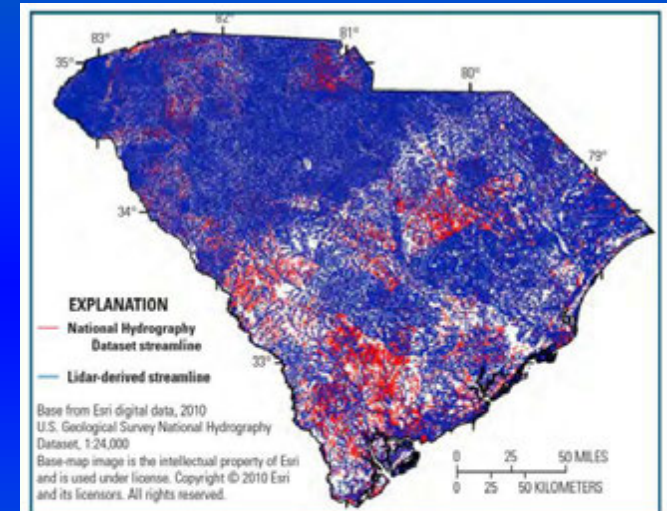 82°
83°
81°
35°
80°
79°
34°
EXPLANATION
National Hydrography
Dataset streamline
33°
Lidar-derived streamline
Base from Esri digital data, 2010
U.S. Geological Survey National Hydrography
Dataset, 1:24,000
Base-map image is the intellectual property of Esri
and is used under license. Copyright © 2010 Esri
and its licensors. All rights reserved.
0 25 50 MILES
0 25 50 KILOMETERS